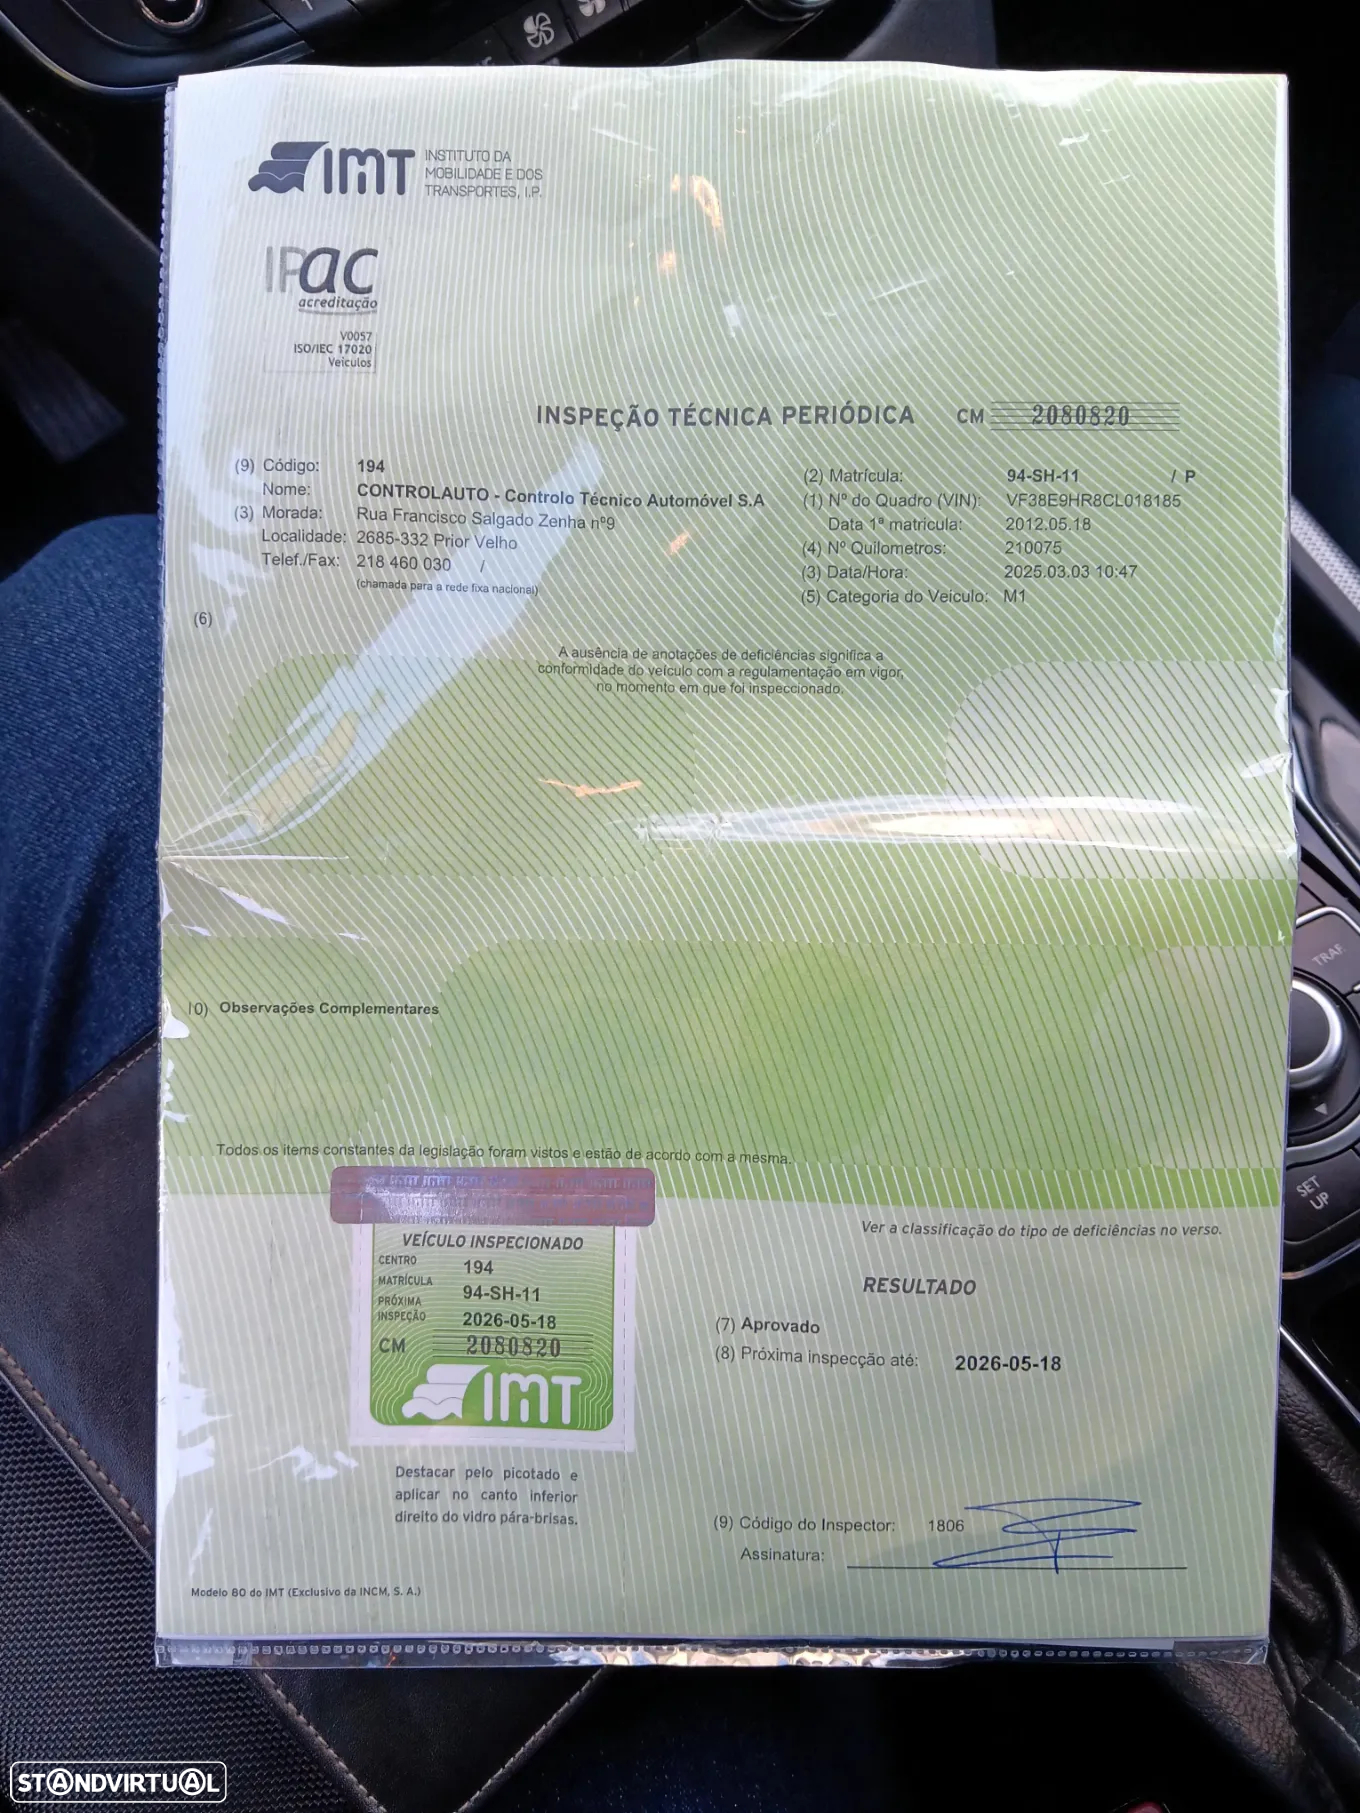 IMT INSTITUTO DA
MOBILIDADE E DOS
TRANSPORTES, I.P.
IPAC
acreditação
V0057
ISO/IEC 17020
Veículos
INSPEÇÃO TÉCNICA PERIÓDICA CM 2080820
(9) Código: 194
Nome: CONTROLAUTO - Controlo Técnico Automóvel S.A
(3) Morada: Rua Francisco Salgado Zenha nº9
Localidade: 2685-332 Prior Velho
Telef./Fax: 218 460 030 /
(chamada para a rede fixa nacional)
(2) Matrícula: 94-SH-11 / P
(1) Nº do Quadro (VIN): VF38E9HR8CL018185
Data 1ª matricula: 2012.05.18
(4) Nº Quilometros: 210075
(3) Data/Hora: 2025.03.03 10:47
(5) Categoria do Veiculo: M1
(6)
A ausência de anotações de deficiências significa a
conformidade do veículo com a regulamentação em vigor,
no momento em que foi inspeccionado.
10) Observações Complementares
Todos os items constantes da legislação foram vistos e estão de acordo com a mesma.
VEÍCULO INSPECIONADO
CENTRO 194
MATRÍCULA 94-SH-11
PRÓXIMA
INSPEÇÃO 2026-05-18
CM 2080820
IMT
Destacar pelo picotado e
aplicar no canto inferior
direito do vidro pára-brisas.
Ver a classificação do tipo de deficiências no verso.
RESULTADO
(7) Aprovado
(8) Próxima inspecção até: 2026-05-18
(9) Código do Inspector: 1806
Assinatura:
Modelo 80 do IMT (Exclusivo da INCM, S. A.)
TRAF
SET
UP
STANDVIRTUAL